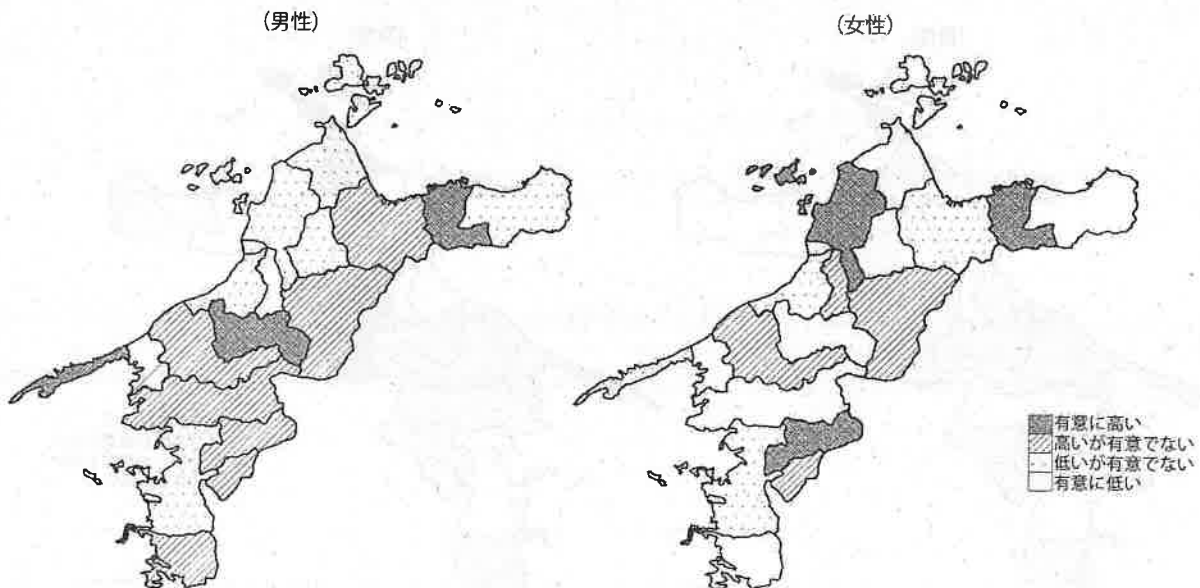 (男性)
(女性)
有意に高い
高いが有意でない
低いが有意でない
有意に低い